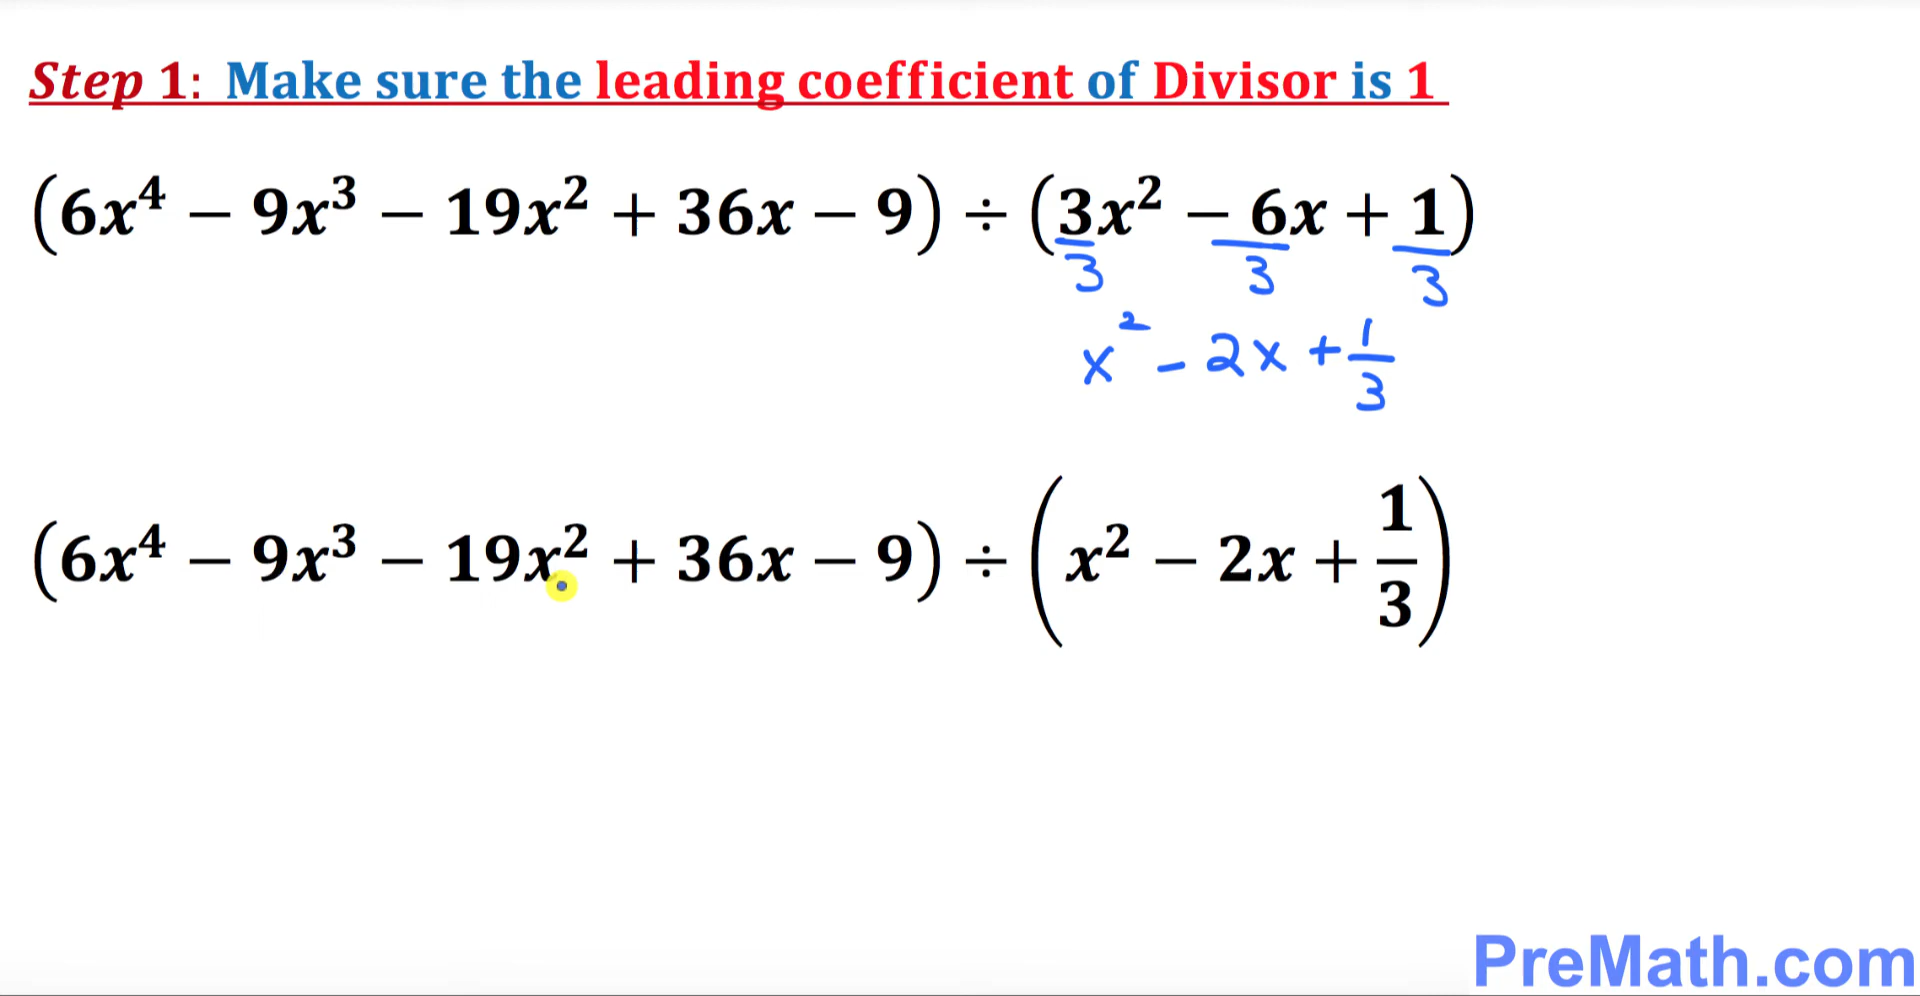 Step 1: Make sure the leading coefficient of Divisor is 1
(6x⁴ − 9x³ − 19x² + 36x − 9) ÷ (3x² − 6x + 1)
3 3 3
x² − 2x + 1/3
(6x⁴ − 9x³ − 19x² + 36x − 9) ÷ (x² − 2x + 1/3)
PreMath.com